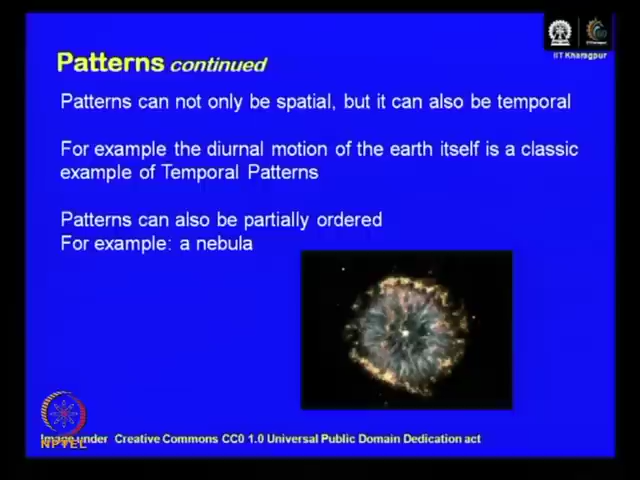 IIT Kharagpur
Patterns continued
Patterns can not only be spatial, but it can also be temporal
For example the diurnal motion of the earth itself is a classic
example of Temporal Patterns
Patterns can also be partially ordered
For example: a nebula
Image under Creative Commons CC0 1.0 Universal Public Domain Dedication act
NPTEL